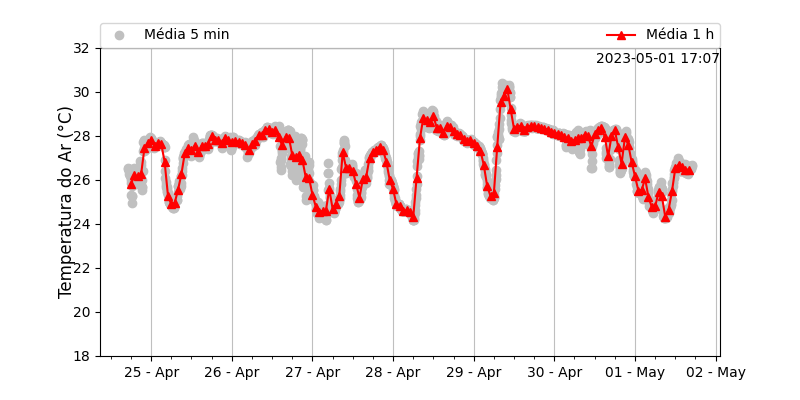 Média 5 min
Média 1 h
2023-05-01 17:07
Temperatura do Ar (°C)
32
30
28
26
24
22
20
18
25 - Apr
26 - Apr
27 - Apr
28 - Apr
29 - Apr
30 - Apr
01 - May
02 - May